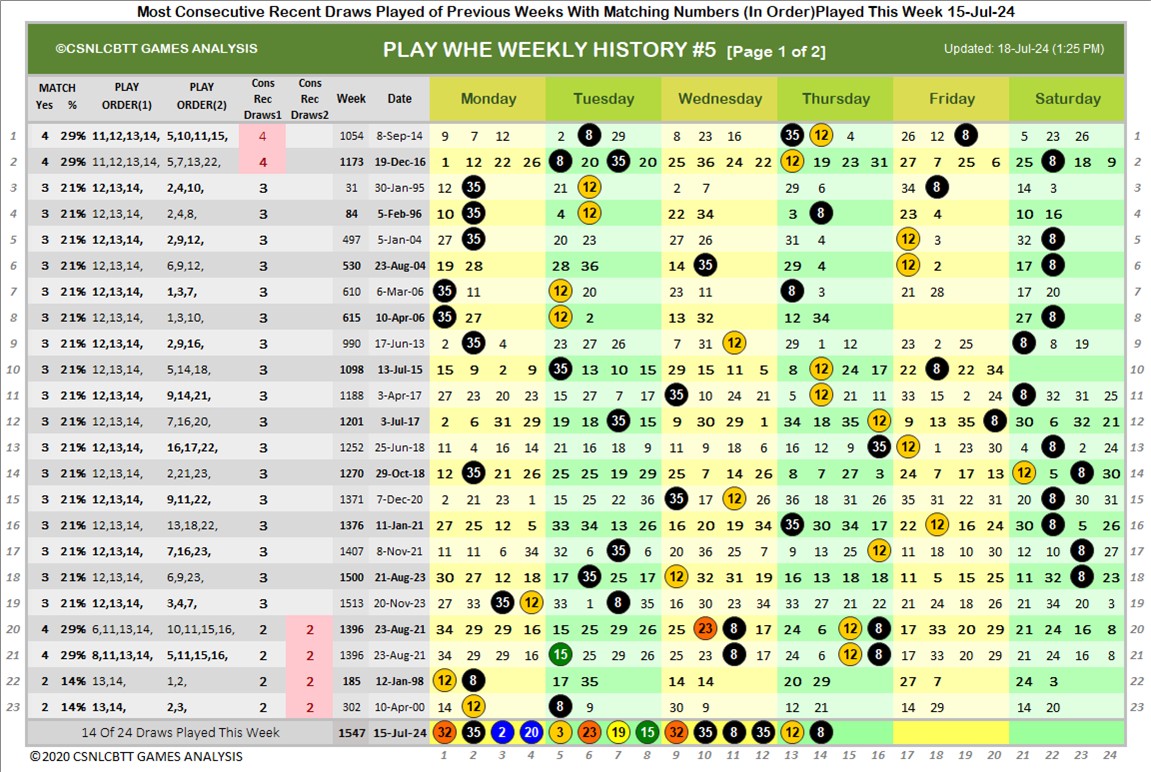 Most Consecutive Recent Draws Played of Previous Weeks With Matching Numbers (In Order)Played This Week 15-Jul-24
©CSNLCBTT GAMES ANALYSIS PLAY WHE WEEKLY HISTORY #5 [Page 1 of 2] Updated: 18-Jul-24 (1:25 PM)
MATCH Yes % PLAY ORDER(1) PLAY ORDER(2) Cons Rec Draws1 Cons Rec Draws2 Week Date Monday Tuesday Wednesday Thursday Friday Saturday
1 4 29% 11,12,13,14, 5,10,11,15, 4 1054 8-Sep-14 9 7 12 2 8 29 8 23 16 35 12 4 26 12 8 5 23 26 1
2 4 29% 11,12,13,14, 5,7,13,22, 4 1173 19-Dec-16 1 12 22 26 8 20 35 20 25 36 24 22 12 19 23 31 27 7 25 6 25 8 18 9 2
3 3 21% 12,13,14, 2,4,10, 3 31 30-Jan-95 12 35 21 12 2 7 29 6 34 8 14 3 3
4 3 21% 12,13,14, 2,4,8, 3 84 5-Feb-96 10 35 4 12 22 34 3 8 23 4 10 16 4
5 3 21% 12,13,14, 2,9,12, 3 497 5-Jan-04 27 35 20 23 27 26 31 4 12 3 32 8 5
6 3 21% 12,13,14, 6,9,12, 3 530 23-Aug-04 19 28 28 36 14 35 29 4 12 2 17 8 6
7 3 21% 12,13,14, 1,3,7, 3 610 6-Mar-06 35 11 12 20 23 11 8 3 21 28 17 20 7
8 3 21% 12,13,14, 1,3,10, 3 615 10-Apr-06 35 27 12 2 13 32 12 34 27 8 8
9 3 21% 12,13,14, 2,9,16, 3 990 17-Jun-13 2 35 4 23 27 26 7 31 12 29 1 12 23 2 25 8 8 19 9
10 3 21% 12,13,14, 5,14,18, 3 1098 13-Jul-15 15 9 2 9 35 13 10 15 29 15 11 5 8 12 24 17 22 8 22 34 10
11 3 21% 12,13,14, 9,14,21, 3 1188 3-Apr-17 27 23 20 23 15 27 7 17 35 10 24 21 5 12 21 11 33 15 2 24 8 32 31 25 11
12 3 21% 12,13,14, 7,16,20, 3 1201 3-Jul-17 2 6 31 29 19 18 35 15 9 30 29 1 34 18 35 12 9 13 35 8 30 6 32 21 12
13 3 21% 12,13,14, 16,17,22, 3 1252 25-Jun-18 11 4 16 14 21 16 18 9 11 9 18 6 16 12 9 35 12 1 23 30 4 8 2 24 13
14 3 21% 12,13,14, 2,21,23, 3 1270 29-Oct-18 12 35 21 26 25 25 19 29 25 7 14 26 8 7 27 3 24 7 17 13 12 5 8 30 14
15 3 21% 12,13,14, 9,11,22, 3 1371 7-Dec-20 2 21 23 1 15 25 22 36 35 17 12 26 36 18 31 26 35 31 22 31 20 8 30 31 15
16 3 21% 12,13,14, 13,18,22, 3 1376 11-Jan-21 27 25 12 5 33 34 13 26 16 20 19 34 35 30 34 17 22 12 16 24 30 8 5 26 16
17 3 21% 12,13,14, 7,16,23, 3 1407 8-Nov-21 11 11 6 34 32 6 35 9 20 36 25 7 9 13 25 12 11 18 10 30 12 10 8 27 17
18 3 21% 12,13,14, 6,9,23, 3 1500 21-Aug-23 30 27 12 18 17 35 25 17 12 32 31 19 16 13 18 18 11 5 15 25 11 32 8 23 18
19 3 21% 12,13,14, 3,4,7, 3 1513 20-Nov-23 27 33 35 12 33 1 8 35 16 30 23 34 33 27 21 22 21 24 18 26 21 34 20 3 19
20 4 29% 6,11,13,14, 10,11,15,16, 2 2 1396 23-Aug-21 34 29 29 16 15 25 29 26 25 23 8 17 24 6 12 8 17 33 20 29 21 24 16 8 20
21 4 29% 8,11,13,14, 5,11,15,16, 2 2 1396 23-Aug-21 34 29 29 16 15 25 29 26 25 23 8 17 24 6 12 8 17 33 20 29 21 24 16 8 21
22 2 14% 13,14, 1,2, 2 2 185 12-Jan-98 12 8 17 35 14 14 20 29 27 7 24 3 22
23 2 14% 13,14, 2,3, 2 2 302 10-Apr-00 14 12 8 9 30 9 12 21 14 29 14 20 23
14 Of 24 Draws Played This Week 1547 15-Jul-24 32 35 2 20 3 23 19 15 32 35 8 35 12 8
©2020 CSNLCBTT GAMES ANALYSIS 1 2 3 4 5 6 7 8 9 10 11 12 13 14 15 16 17 18 19 20 21 22 23 24